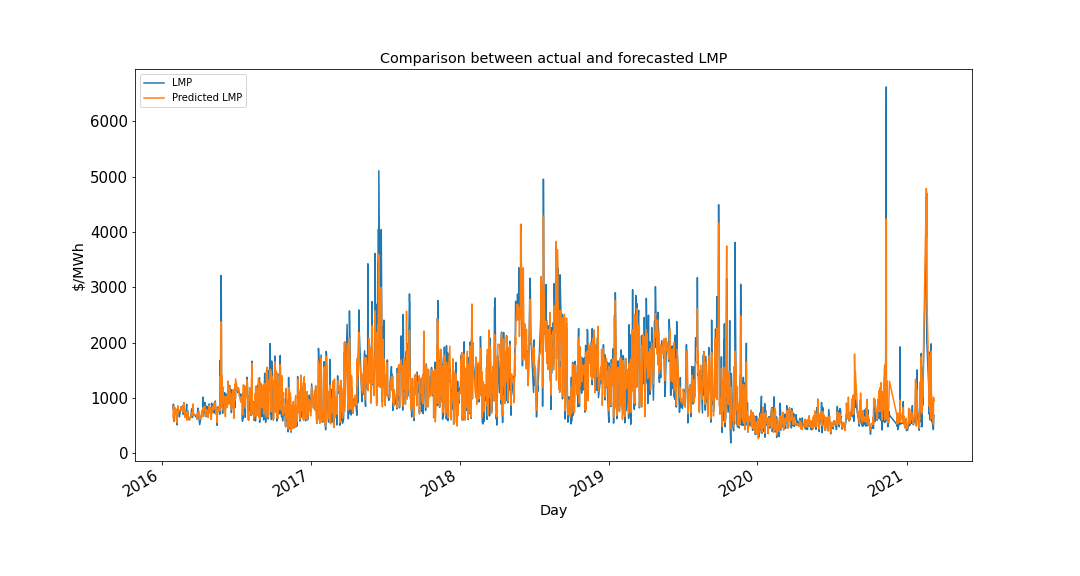 Comparison between actual and forecasted LMP
LMP
Predicted LMP
6000
5000
4000
3000
2000
1000
0
$/MWh
2016
2017
2018
2019
2020
2021
Day